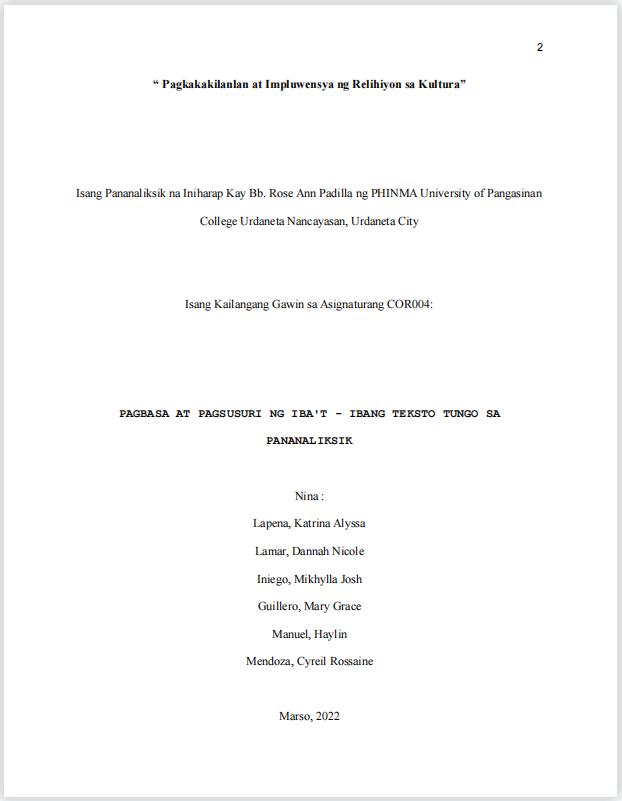 2
“ Pagkakakilanlan at Impluwensya ng Relihiyon sa Kultura”
Isang Pananaliksik na Iniharap Kay Bb. Rose Ann Padilla ng PHINMA University of Pangasinan
College Urdaneta Nancayasan, Urdaneta City
Isang Kailangang Gawin sa Asignaturang COR004:
PAGBASA AT PAGSUSURI NG IBA'T - IBANG TEKSTO TUNGO SA
PANANALIKSIK
Nina :
Lapena, Katrina Alyssa
Lamar, Dannah Nicole
Iniego, Mikhylla Josh
Guillero, Mary Grace
Manuel, Haylin
Mendoza, Cyreil Rossaine
Marso, 2022